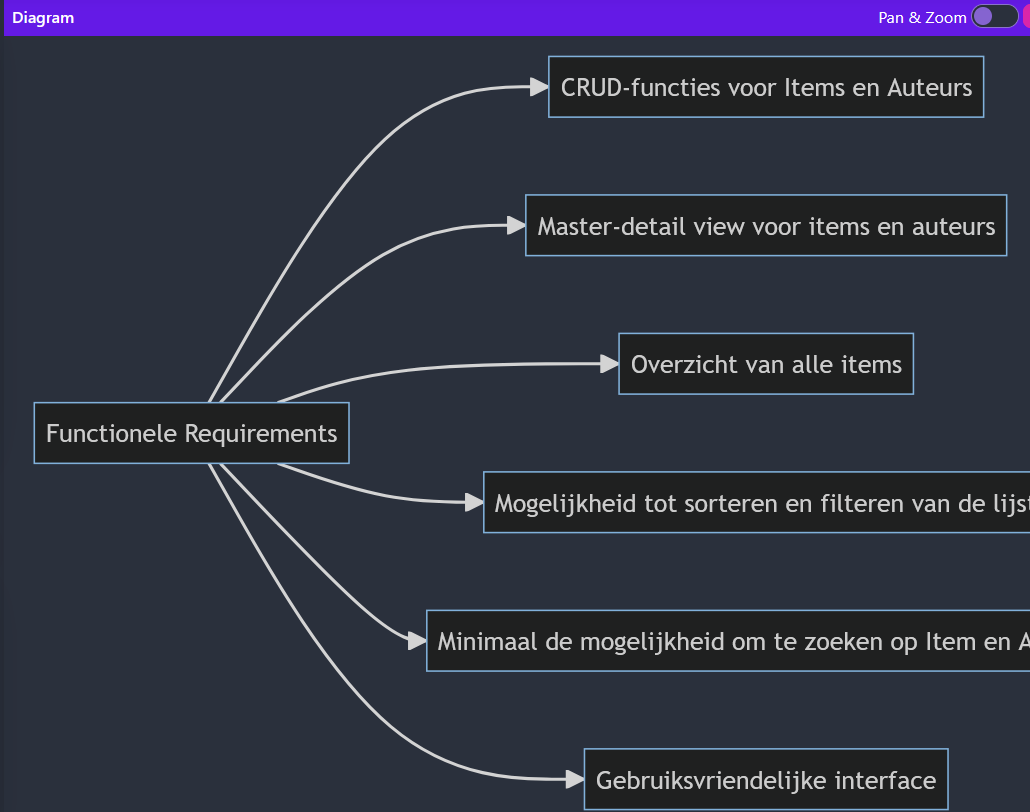 Diagram
Pan & Zoom
CRUD-functies voor Items en Auteurs
Master-detail view voor items en auteurs
Overzicht van alle items
Functionele Requirements
Mogelijkheid tot sorteren en filteren van de
Minimaal de mogelijkheid om te zoeken op Item en
Gebruiksvriendelijke interface